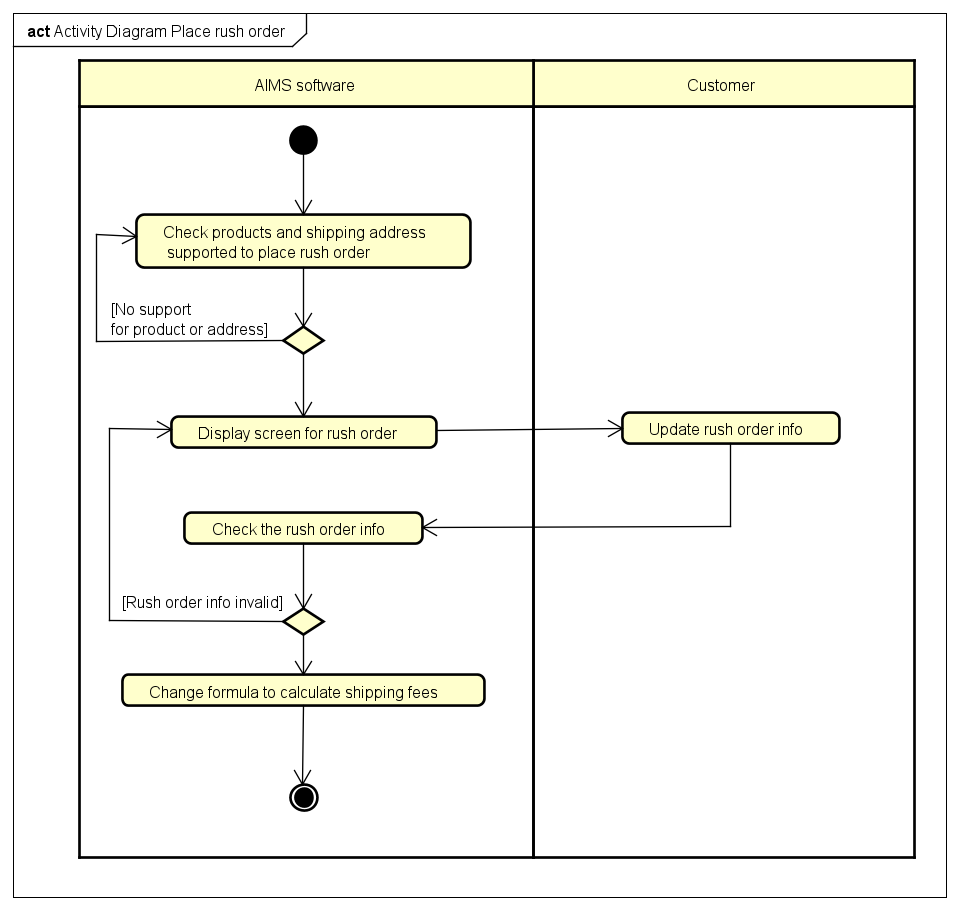 act Activity Diagram Place rush order
AIMS software
Customer
Check products and shipping address
supported to place rush order
[No support
for product or address]
Display screen for rush order
Update rush order info
Check the rush order info
[Rush order info invalid]
Change formula to calculate shipping fees